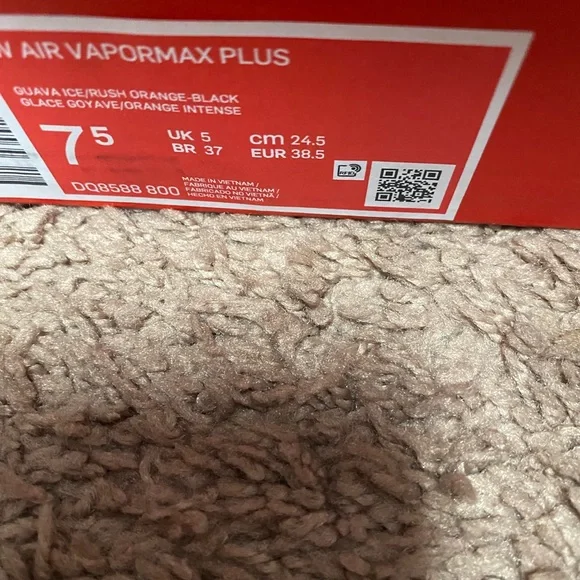 W AIR VAPORMAX PLUS
GUAVA ICE/RUSH ORANGE-BLACK
GLACE GOYAVE/ORANGE INTENSE
7 5
UK 5
BR 37
cm 24.5
EUR 38.5
DQ8588 800
MADE IN VIETNAM /
FABRIQUE AU VIETNAM /
FABRICADO NO VIETNÃ /
HECHO EN VIETNAM
RFID